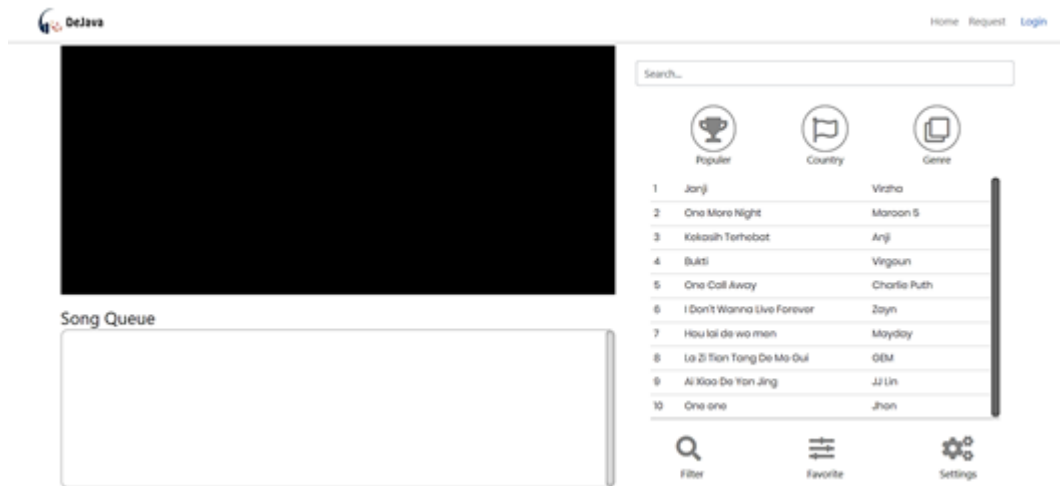 DeJava
Home Request Login
Search...
Populer Country Genre
1 Janji Virzha
2 One More Night Maroon 5
3 Kekasih Terhebat Anji
4 Bukti Virgoun
5 One Call Away Charlie Puth
6 I Don't Wanna Live Forever Zayn
7 Hou lai de wo men Mayday
8 La Zi Tian Tang De Mo Gui OEM
9 Ai Xiao De Yan Jing JJ Lin
10 One one Jhon
Song Queue
Filter Favorite Settings